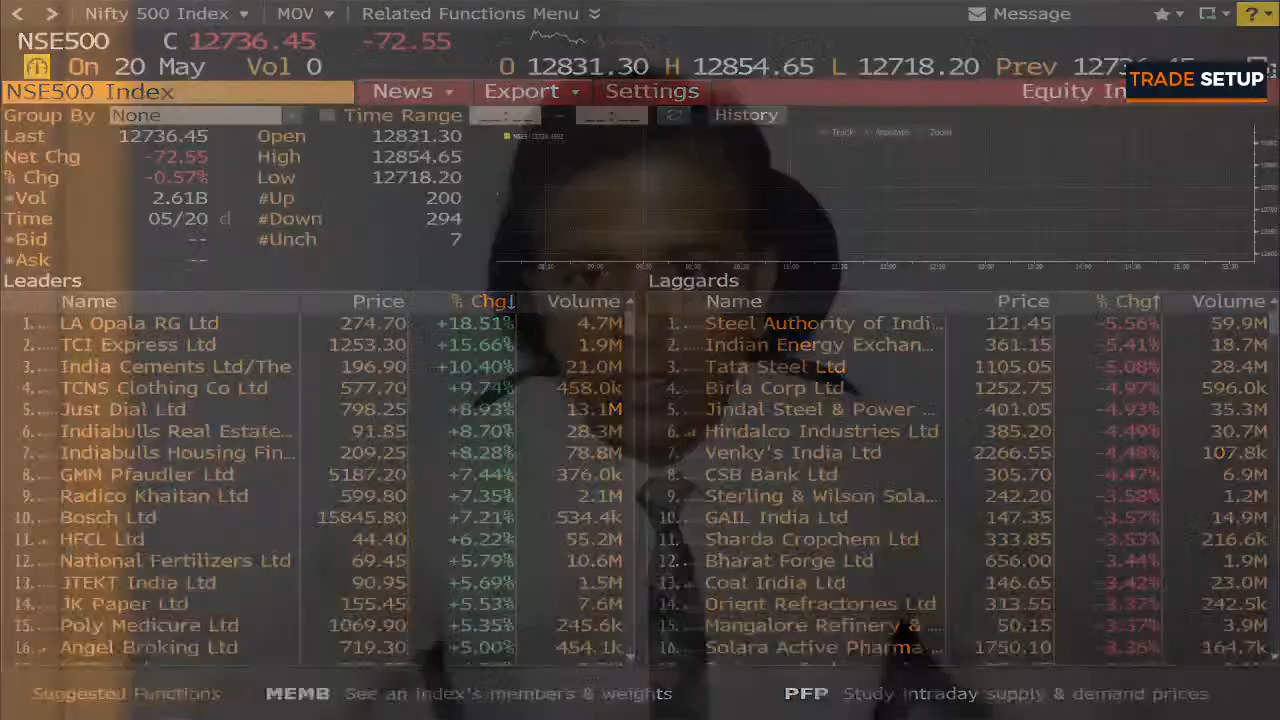 Nifty 500 Index MOV Related Functions Menu Message ?
NSE500 C 12736.45 -72.55
On 20 May Vol 0 O 12831.30 H 12854.65 L 12718.20 Prev
TRADE SETUP
NSE500 Index News Export Settings Equity In
Group By None Time Range __:__ - __:__ History
Last 12736.45 Open 12831.30
Net Chg -72.55 High 12854.65
% Chg -0.57% Low 12718.20
*Vol 2.61B #Up 200
Time 05/20 d #Down 294
*Bid -- #Unch 7
*Ask --
Track Annotate Zoom
Leaders Laggards
Name Price % Chg↓ Volume Name Price % Chg↑ Volume
1. LA Opala RG Ltd 274.70 +18.51% 4.7M 1. Steel Authority of Indi... 121.45 -5.56% 59.9M
2. TCI Express Ltd 1253.30 +15.66% 1.9M 2. Indian Energy Exchan... 361.15 -5.41% 18.7M
3. India Cements Ltd/The 196.90 +10.40% 21.0M 3. Tata Steel Ltd 1105.05 -5.08% 28.4M
4. TCNS Clothing Co Ltd 577.70 +9.74% 458.0k 4. Birla Corp Ltd 1252.75 -4.97% 596.0k
5. Just Dial Ltd 798.25 +8.93% 13.1M 5. Jindal Steel & Power ... 401.05 -4.93% 35.3M
6. Indiabulls Real Estate... 91.85 +8.70% 28.3M 6. Hindalco Industries Ltd 385.20 -4.49% 30.7M
7. Indiabulls Housing Fin... 209.25 +8.28% 78.8M 7. Venky's India Ltd 2266.55 -4.48% 107.8k
8. GMM Pfaudler Ltd 5187.20 +7.44% 376.0k 8. CSB Bank Ltd 305.70 -4.47% 6.9M
9. Radico Khaitan Ltd 599.80 +7.35% 2.1M 9. Sterling & Wilson Sola... 242.20 -3.58% 1.2M
10. Bosch Ltd 15845.80 +7.21% 534.4k 10. GAIL India Ltd 147.35 -3.57% 14.9M
11. HFCL Ltd 44.40 +6.22% 55.2M 11. Sharda Cropchem Ltd 333.85 -3.53% 216.6k
12. National Fertilizers Ltd 69.45 +5.79% 10.6M 12. Bharat Forge Ltd 656.00 -3.44% 1.9M
13. JTEKT India Ltd 90.95 +5.69% 1.5M 13. Coal India Ltd 146.65 -3.42% 23.0M
14. JK Paper Ltd 155.45 +5.53% 7.6M 14. Orient Refractories Ltd 313.55 -3.37% 242.5k
15. Poly Medicure Ltd 1069.90 +5.35% 245.6k 15. Mangalore Refinery & ... 50.15 -3.37% 3.9M
16. Angel Broking Ltd 719.30 +5.00% 454.1k 16. Solara Active Pharma ... 1750.10 -3.36% 164.7k
Suggested Functions MEMB See an index's members & weights PFP Study intraday supply & demand prices